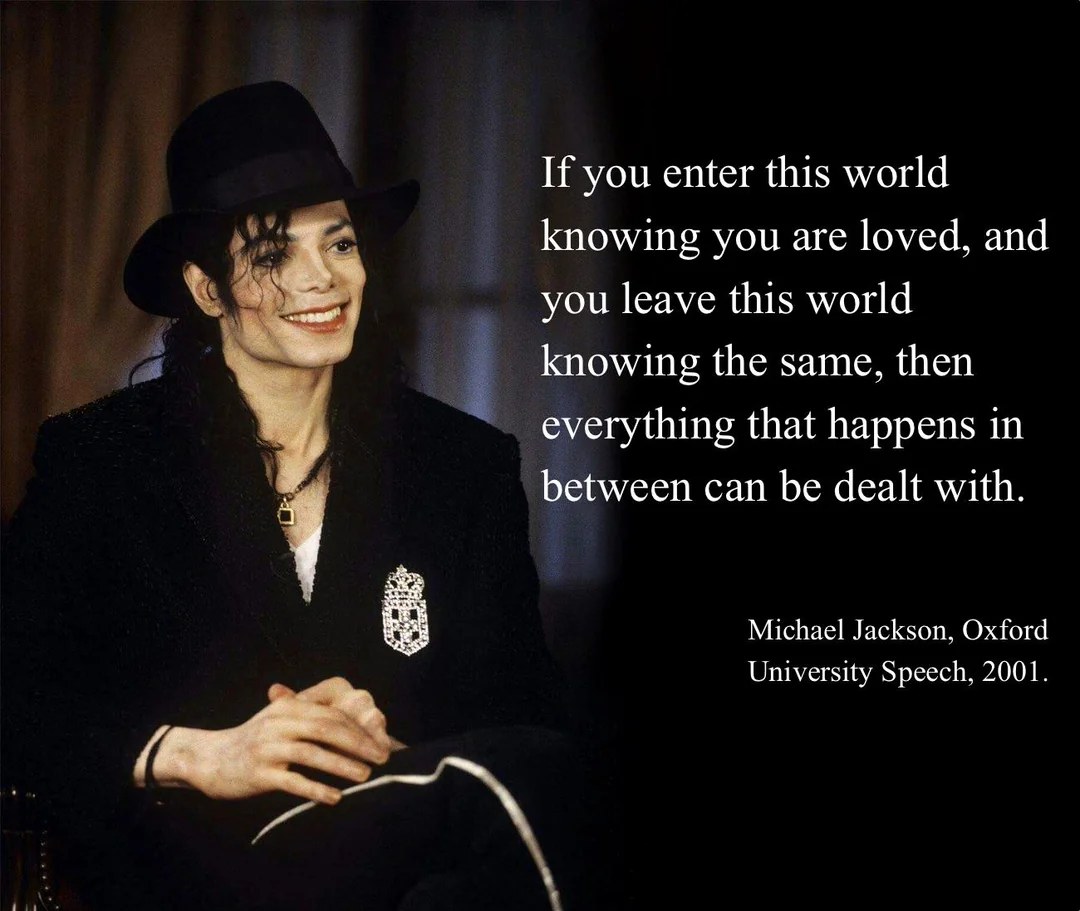 If you enter this world
knowing you are loved, and
you leave this world
knowing the same, then
everything that happens in
between can be dealt with.
Michael Jackson, Oxford
University Speech, 2001.